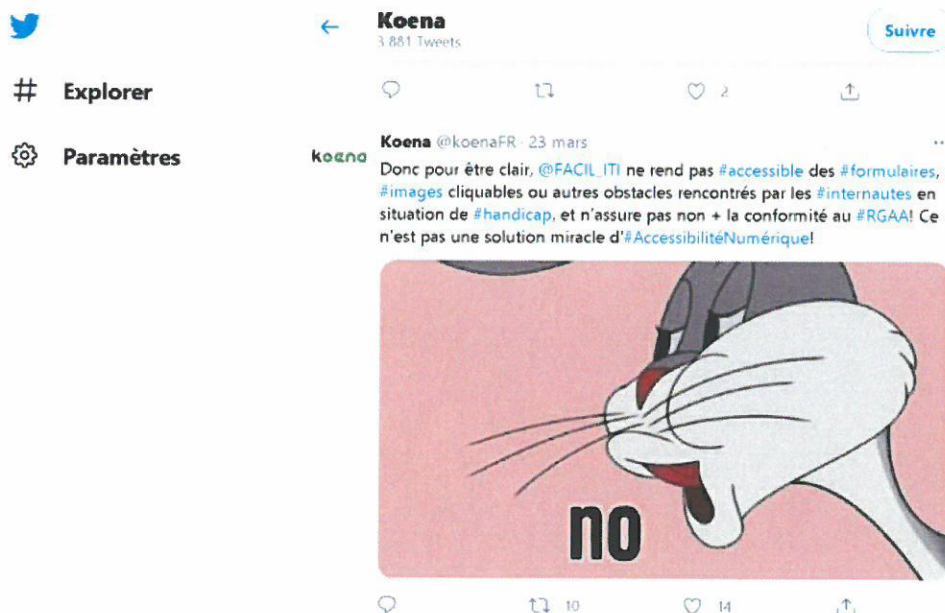 Koena
3 881 Tweets
Suivre
Explorer
Paramètres
2
koena
Koena @koenaFR · 23 mars
Donc pour être clair, @FACIL_ITI ne rend pas #accessible des #formulaires,
#images cliquables ou autres obstacles rencontrés par les #internautes en
situation de #handicap, et n'assure pas non + la conformité au #RGAA! Ce
n'est pas une solution miracle d'#AccessibilitéNumérique!
no
10
14